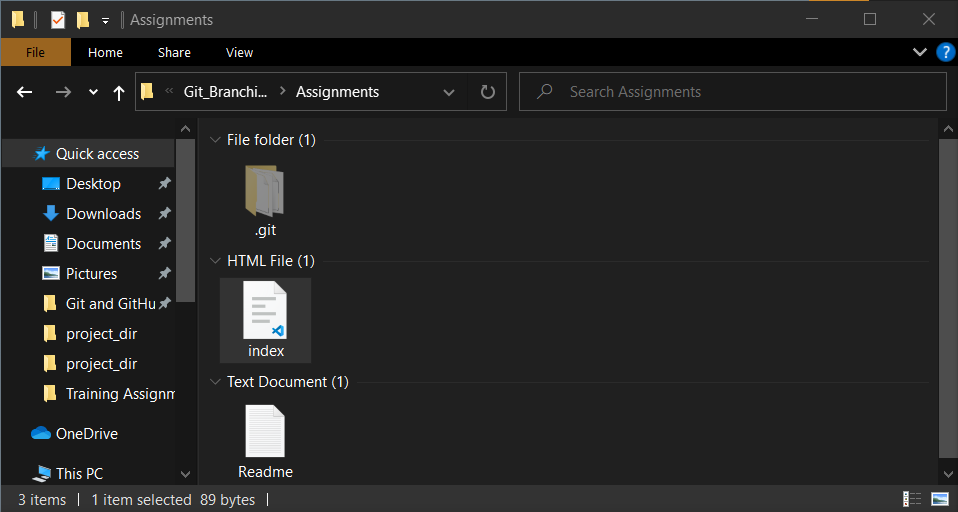 Assignments
File
Home
Share
View
?
« Git_Branchi... > Assignments
Search Assignments
Quick access
Desktop
Downloads
Documents
Pictures
Git and GitHu
project_dir
project_dir
Training Assignm
OneDrive
This PC
File folder (1)
.git
HTML File (1)
index
Text Document (1)
Readme
3 items
1 item selected 89 bytes